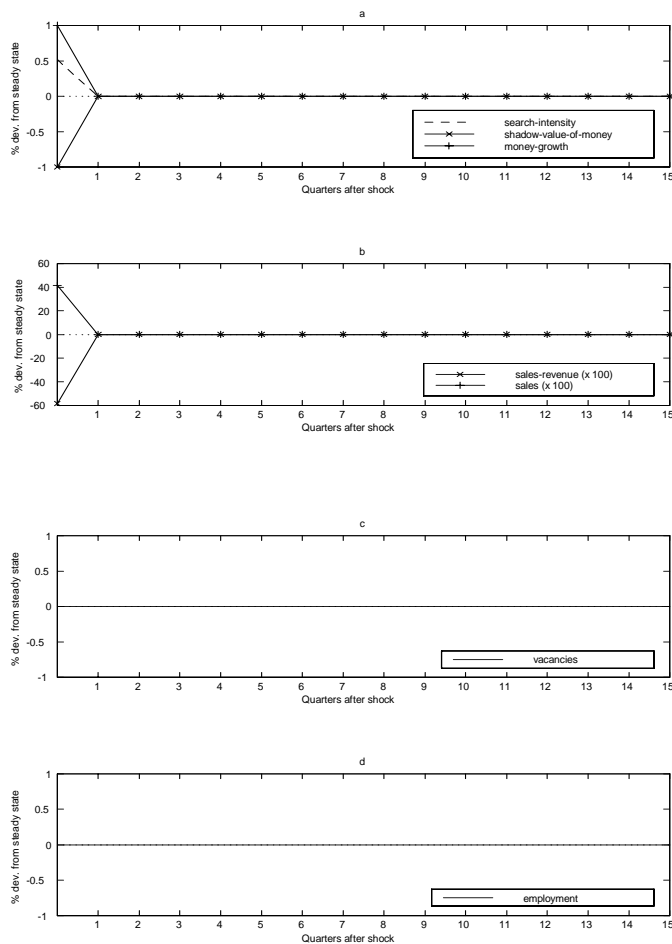 a
1
0.5
0
-0.5
-1
% dev. from steady state
search-intensity
shadow-value-of-money
money-growth
1 2 3 4 5 6 7 8 9 10 11 12 13 14 15
Quarters after shock
b
60
40
20
0
-20
-40
-60
% dev. from steady state
sales-revenue (x 100)
sales (x 100)
1 2 3 4 5 6 7 8 9 10 11 12 13 14 15
Quarters after shock
c
1
0.5
0
-0.5
-1
% dev. from steady state
vacancies
1 2 3 4 5 6 7 8 9 10 11 12 13 14 15
Quarters after shock
d
1
0.5
0
-0.5
-1
% dev. from steady state
employment
1 2 3 4 5 6 7 8 9 10 11 12 13 14 15
Quarters after shock